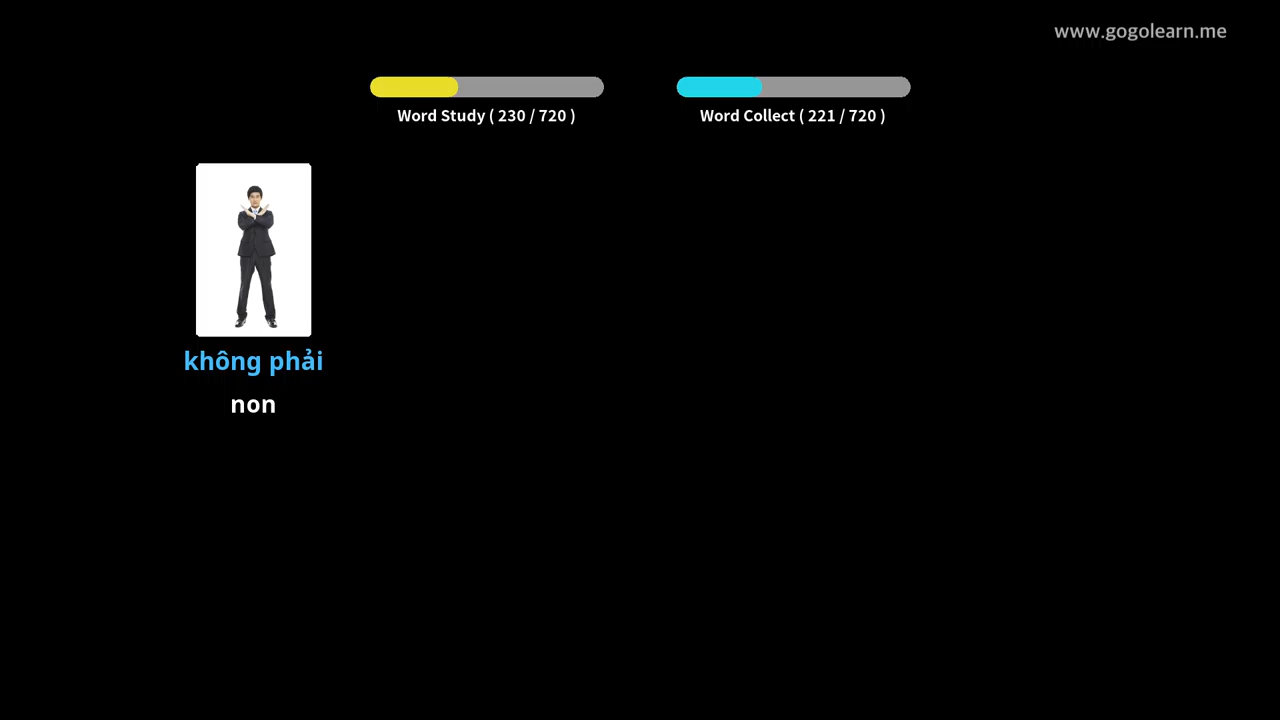 www.gogolearn.me
Word Study ( 230 / 720 )
Word Collect ( 221 / 720 )
không phải
non